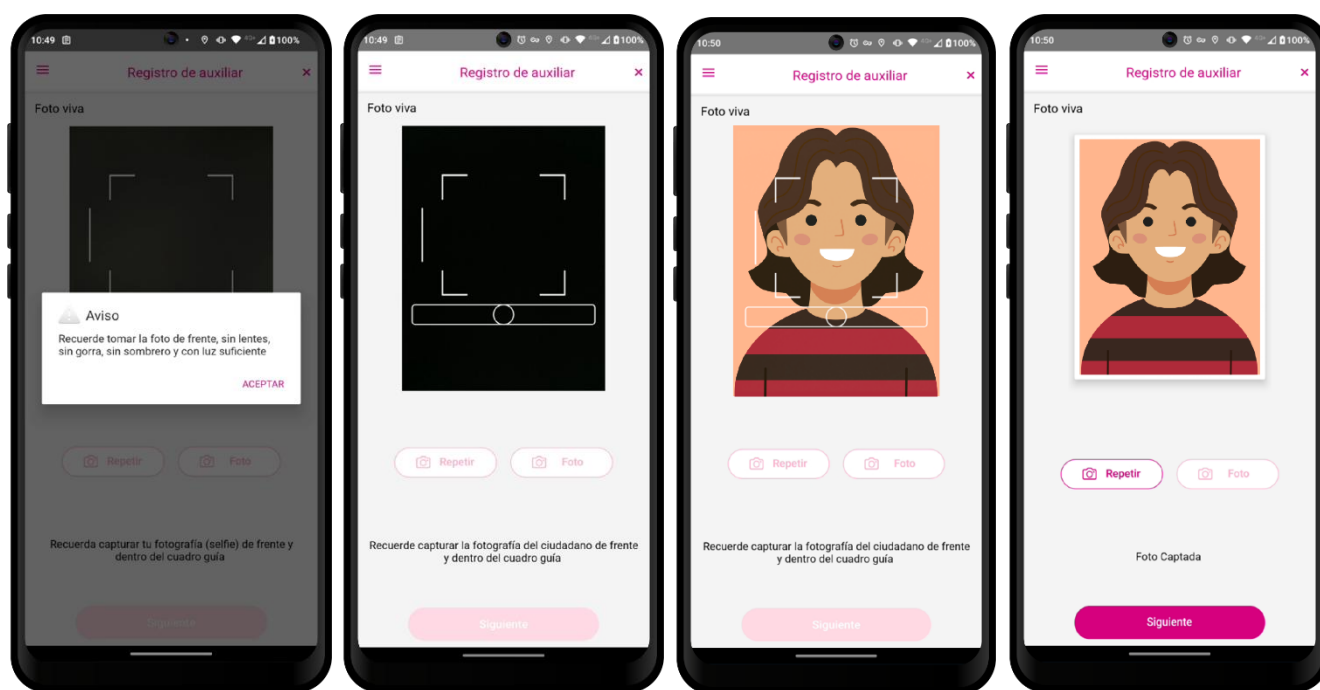 10:49
100%
Registro de auxiliar ×
Foto viva
Aviso
Recuerde tomar la foto de frente, sin lentes,
sin gorra, sin sombrero y con luz suficiente
ACEPTAR
Repetir Foto
Recuerda capturar tu fotografía (selfie) de frente y
dentro del cuadro guía
Siguiente
10:49
100%
Registro de auxiliar ×
Foto viva
Repetir Foto
Recuerde capturar la fotografía del ciudadano de frente
y dentro del cuadro guía
Siguiente
10:50
100%
Registro de auxiliar ×
Foto viva
Repetir Foto
Recuerde capturar la fotografía del ciudadano de frente
y dentro del cuadro guía
Siguiente
10:50
100%
Registro de auxiliar ×
Foto viva
Repetir Foto
Foto Captada
Siguiente